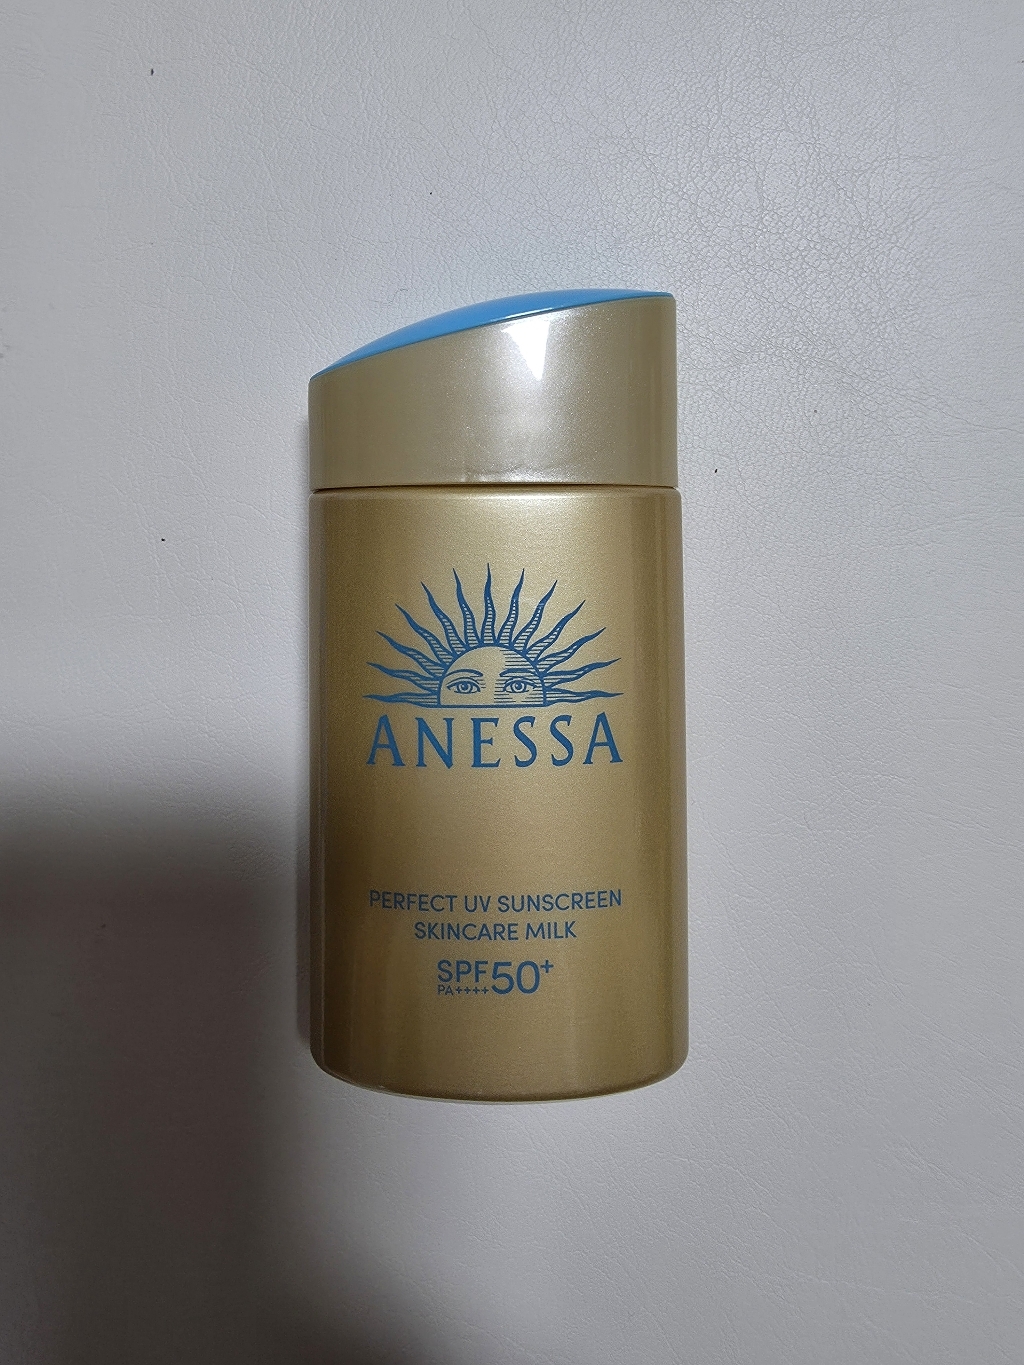 ANESSA
PERFECT UV SUNSCREEN
SKINCARE MILK
SPF50+
PA++++